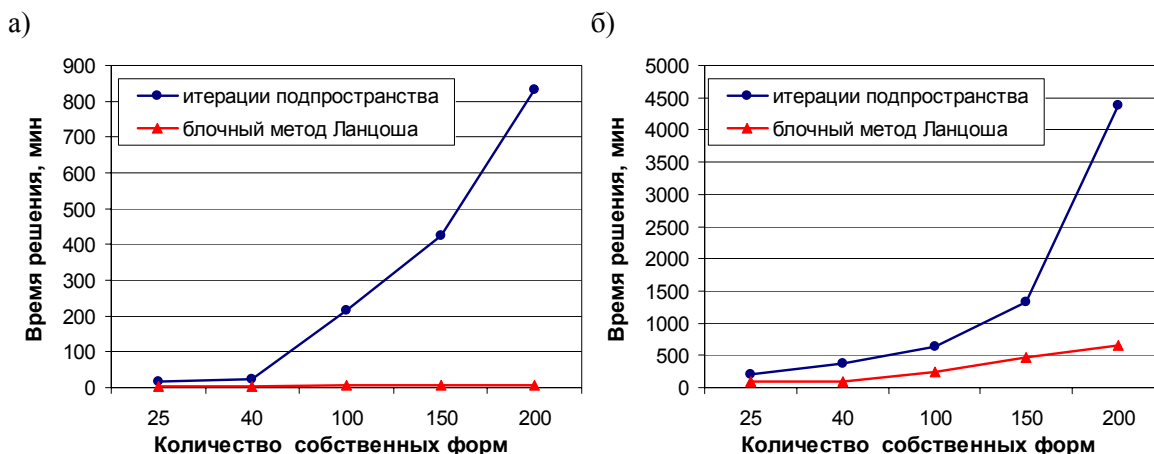 а)
900
800
700
600
500
400
300
200
100
0
Время решения, мин
итерации подпространства
блочный метод Ланцоша
25 40 100 150 200
Количество собственных форм
б)
5000
4500
4000
3500
3000
2500
2000
1500
1000
500
0
Время решения, мин
итерации подпространства
блочный метод Ланцоша
25 40 100 150 200
Количество собственных форм